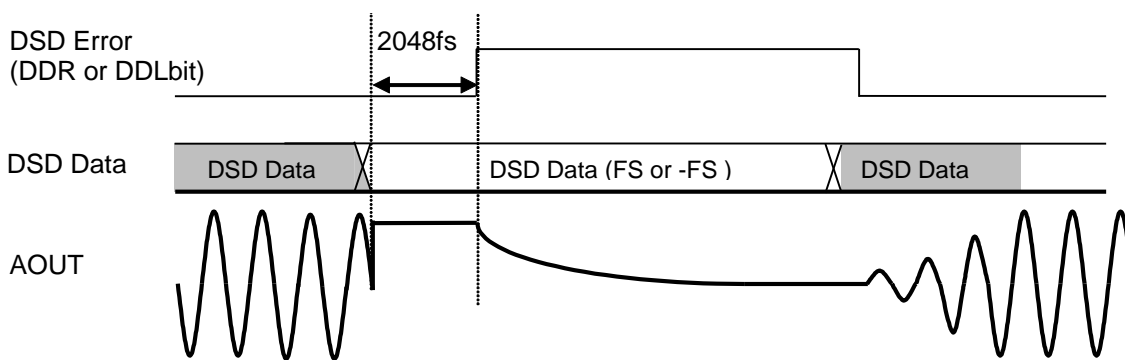 DSD Error
(DDR or DDLbit)
2048fs
DSD Data
DSD Data
DSD Data (FS or -FS )
DSD Data
AOUT